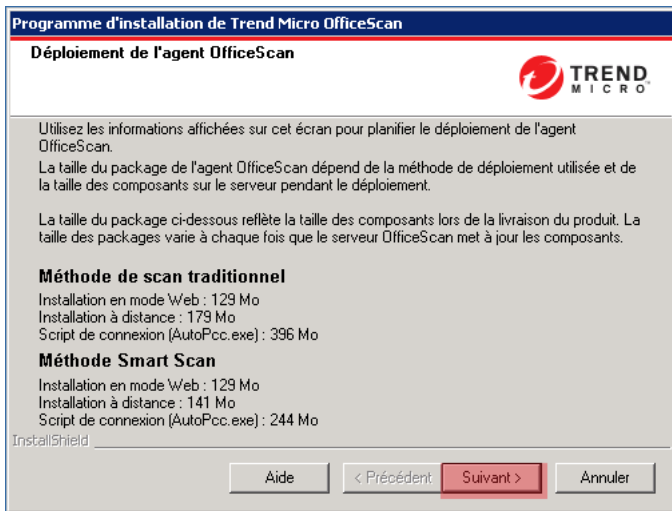 Programme d'installation de Trend Micro OfficeScan
Déploiement de l'agent OfficeScan
TREND
MICRO
Utilisez les informations affichées sur cet écran pour planifier le déploiement de l'agent
OfficeScan.
La taille du package de l'agent OfficeScan dépend de la méthode de déploiement utilisée et de
la taille des composants sur le serveur pendant le déploiement.
La taille du package ci-dessous reflète la taille des composants lors de la livraison du produit. La
taille des packages varie à chaque fois que le serveur OfficeScan met à jour les composants.
Méthode de scan traditionnel
Installation en mode Web : 129 Mo
Installation à distance : 179 Mo
Script de connexion (AutoPcc.exe) : 396 Mo
Méthode Smart Scan
Installation en mode Web : 129 Mo
Installation à distance : 141 Mo
Script de connexion (AutoPcc.exe) : 244 Mo
InstallShield
Aide
< Précédent
Suivant >
Annuler